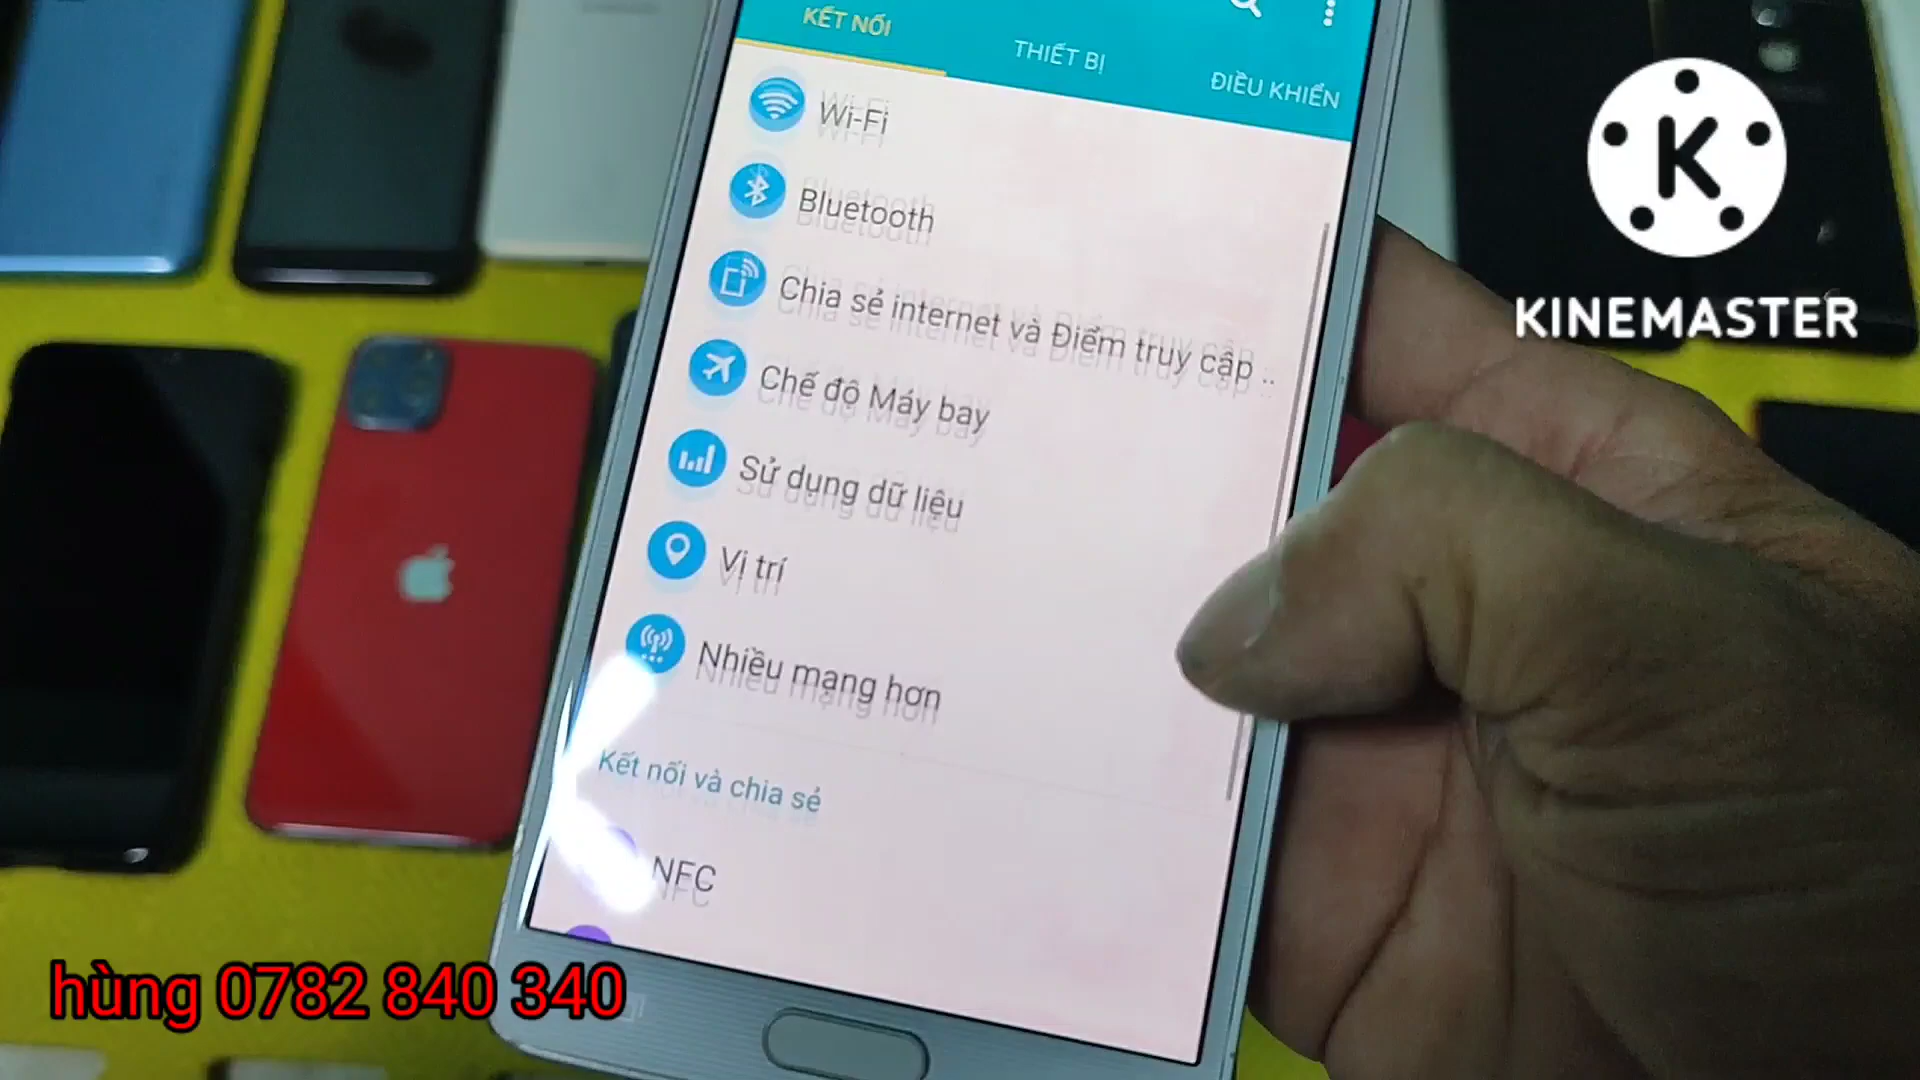 KẾT NỐI
THIẾT BỊ
ĐIỀU KHIỂN
Wi-Fi
Bluetooth
Chia sẻ internet và Điểm truy cập ..
Chế độ Máy bay
Sử dụng dữ liệu
Vị trí
Nhiều mạng hơn
Kết nối và chia sẻ
NFC
K
KINEMASTER
hùng 0782 840 340